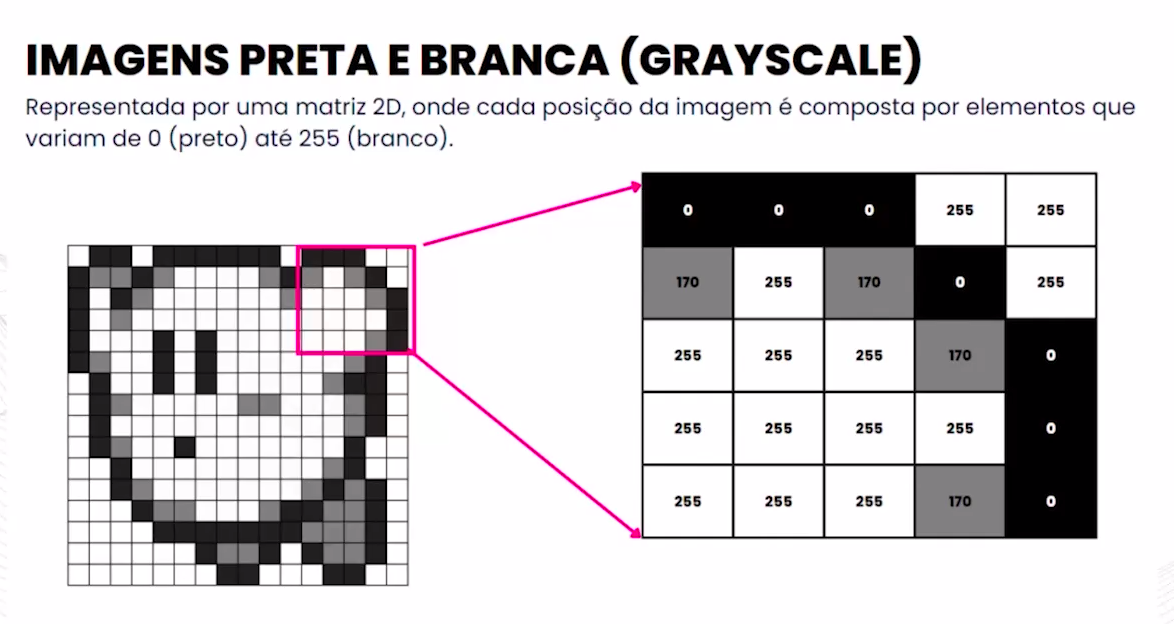 IMAGENS PRETA E BRANCA (GRAYSCALE)
Representada por uma matriz 2D, onde cada posição da imagem é composta por elementos que
variam de 0 (preto) até 255 (branco).
0 0 0 255 255
170 255 170 0 255
255 255 255 170 0
255 255 255 255 0
255 255 255 170 0